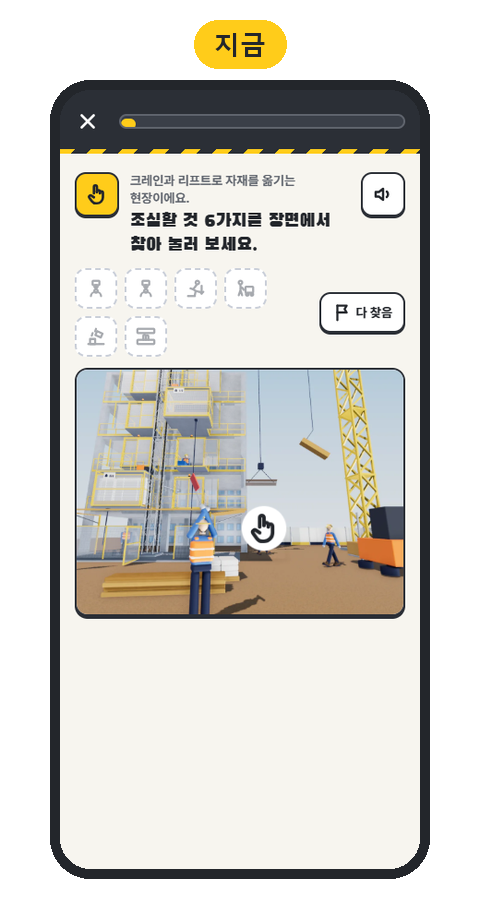 지금
크레인과 리프트로 자재를 옮기는
현장이에요.
조심할 것 6가지를 장면에서
찾아 눌러 보세요.
다 찾음